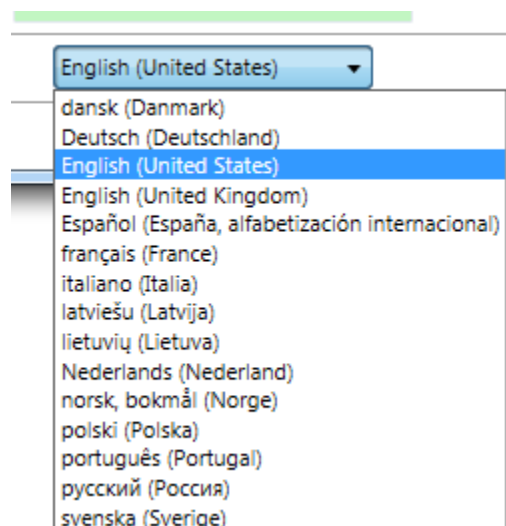 English (United States)
dansk (Danmark)
Deutsch (Deutschland)
English (United States)
English (United Kingdom)
Español (España, alfabetización internacional)
français (France)
italiano (Italia)
latviešu (Latvija)
lietuvių (Lietuva)
Nederlands (Nederland)
norsk, bokmål (Norge)
polski (Polska)
português (Portugal)
русский (Россия)
svenska (Sverige)